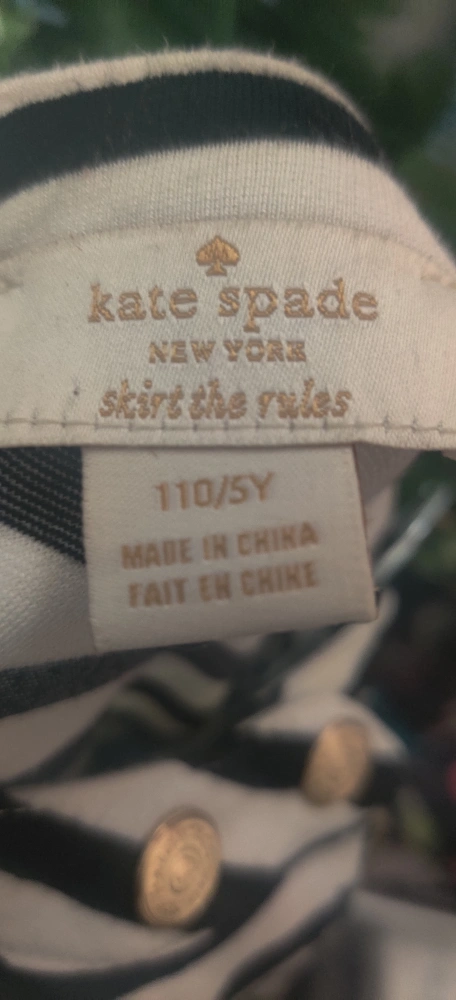 kate spade
NEW YORK
skirt the rules
110/5Y
MADE IN CHINA
FAIT EN CHINE